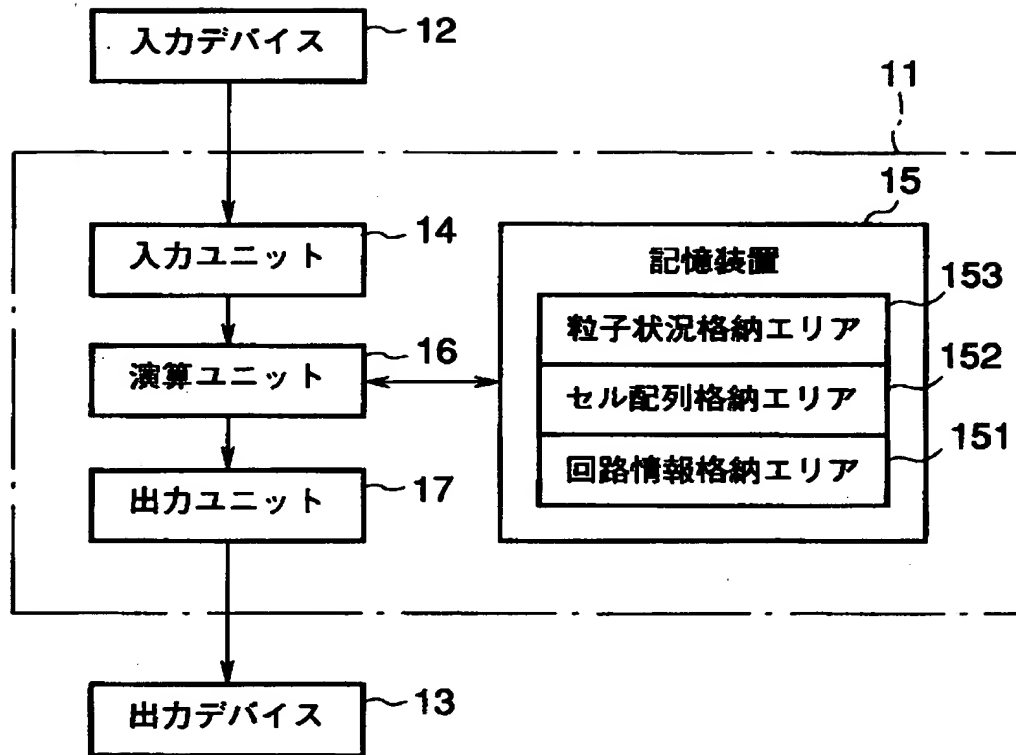 入力デバイス
12
11
15
入力ユニット
14
記憶装置
153
粒子状況格納エリア
演算ユニット
16
152
セル配列格納エリア
151
回路情報格納エリア
出力ユニット
17
出力デバイス
13